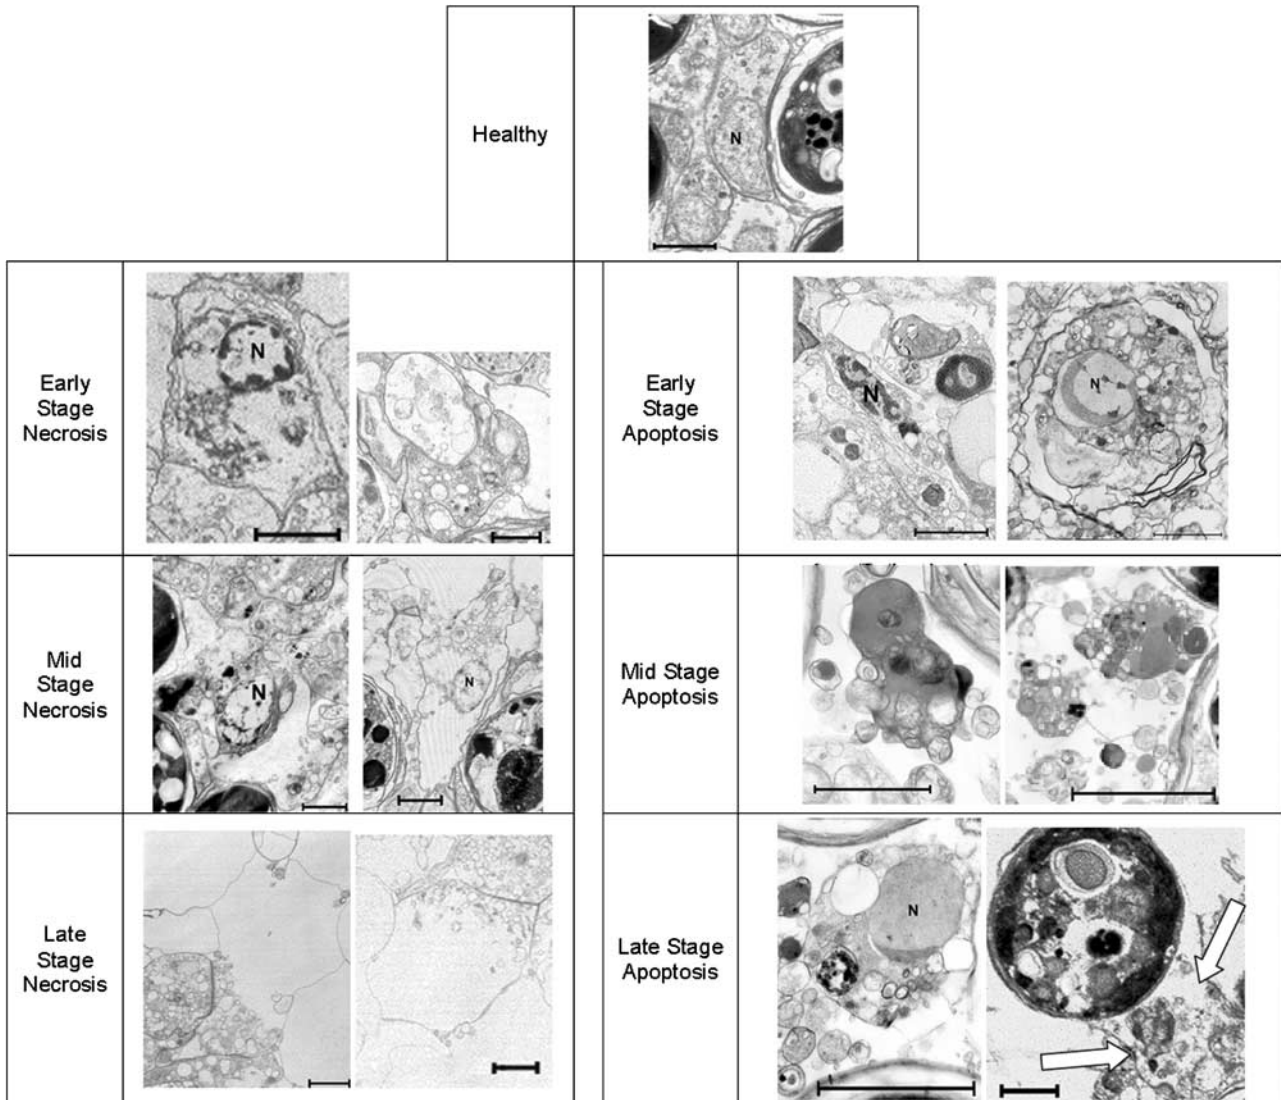 Healthy
N
Early
Stage
Necrosis
N
Early
Stage
Apoptosis
N
N
Mid
Stage
Necrosis
N
N
Mid Stage
Apoptosis
Late
Stage
Necrosis
Late Stage
Apoptosis
N